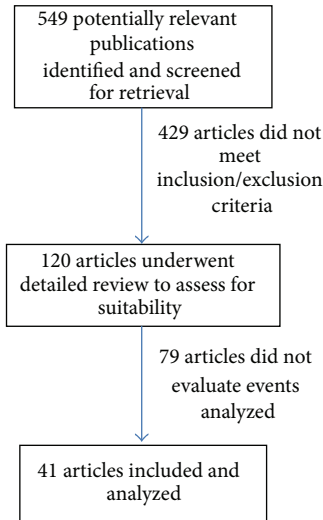 549 potentially relevant
publications
identified and screened
for retrieval
429 articles did not
meet
inclusion/exclusion
criteria
120 articles underwent
detailed review to assess for
suitability
79 articles did not
evaluate events
analyzed
41 articles included and
analyzed